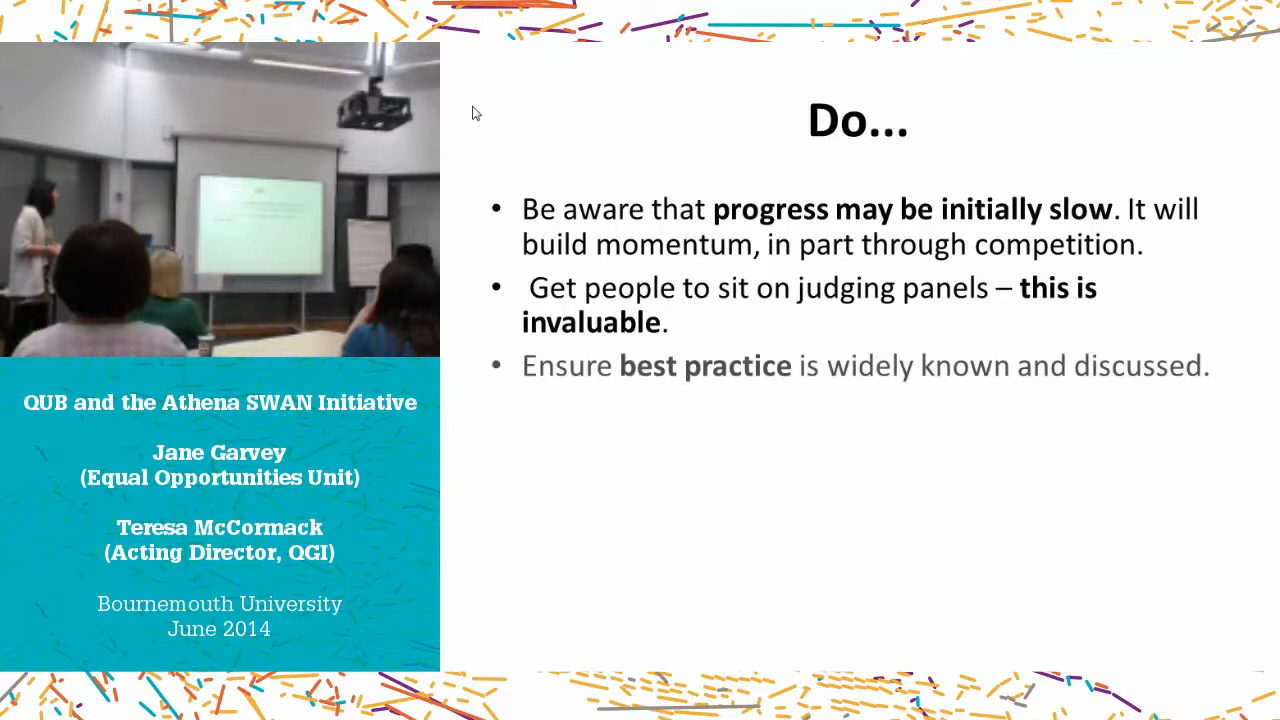 Do...
• Be aware that progress may be initially slow. It will
build momentum, in part through competition.
• Get people to sit on judging panels – this is
invaluable.
• Ensure best practice is widely known and discussed.
QUB and the Athena SWAN Initiative
Jane Garvey
(Equal Opportunities Unit)
Teresa McCormack
(Acting Director, QGI)
Bournemouth University
June 2014